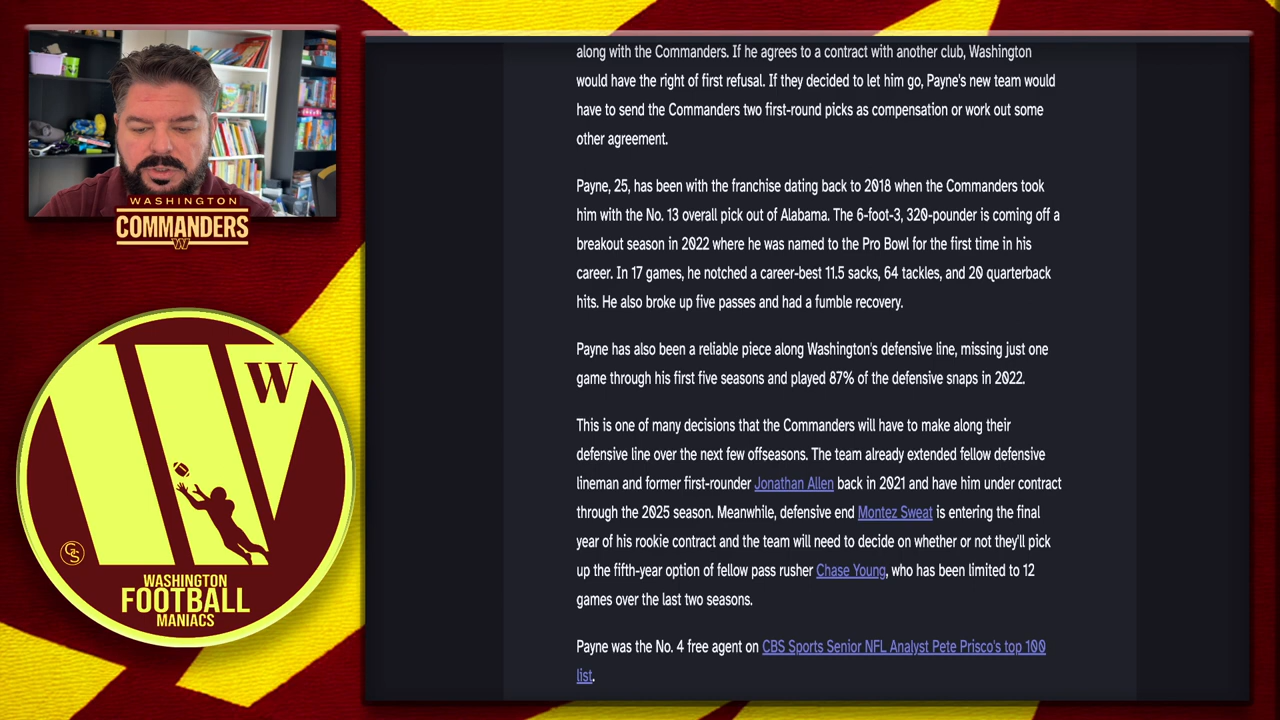 WASHINGTON
COMMANDERS
W
W
GS
WASHINGTON
FOOTBALL
MANIACS
along with the Commanders. If he agrees to a contract with another club, Washington
would have the right of first refusal. If they decided to let him go, Payne's new team would
have to send the Commanders two first-round picks as compensation or work out some
other agreement.
Payne, 25, has been with the franchise dating back to 2018 when the Commanders took
him with the No. 13 overall pick out of Alabama. The 6-foot-3, 320-pounder is coming off a
breakout season in 2022 where he was named to the Pro Bowl for the first time in his
career. In 17 games, he notched a career-best 11.5 sacks, 64 tackles, and 20 quarterback
hits. He also broke up five passes and had a fumble recovery.
Payne has also been a reliable piece along Washington's defensive line, missing just one
game through his first five seasons and played 87% of the defensive snaps in 2022.
This is one of many decisions that the Commanders will have to make along their
defensive line over the next few offseasons. The team already extended fellow defensive
lineman and former first-rounder Jonathan Allen back in 2021 and have him under contract
through the 2025 season. Meanwhile, defensive end Montez Sweat is entering the final
year of his rookie contract and the team will need to decide on whether or not they'll pick
up the fifth-year option of fellow pass rusher Chase Young, who has been limited to 12
games over the last two seasons.
Payne was the No. 4 free agent on CBS Sports Senior NFL Analyst Pete Prisco's top 100
list.